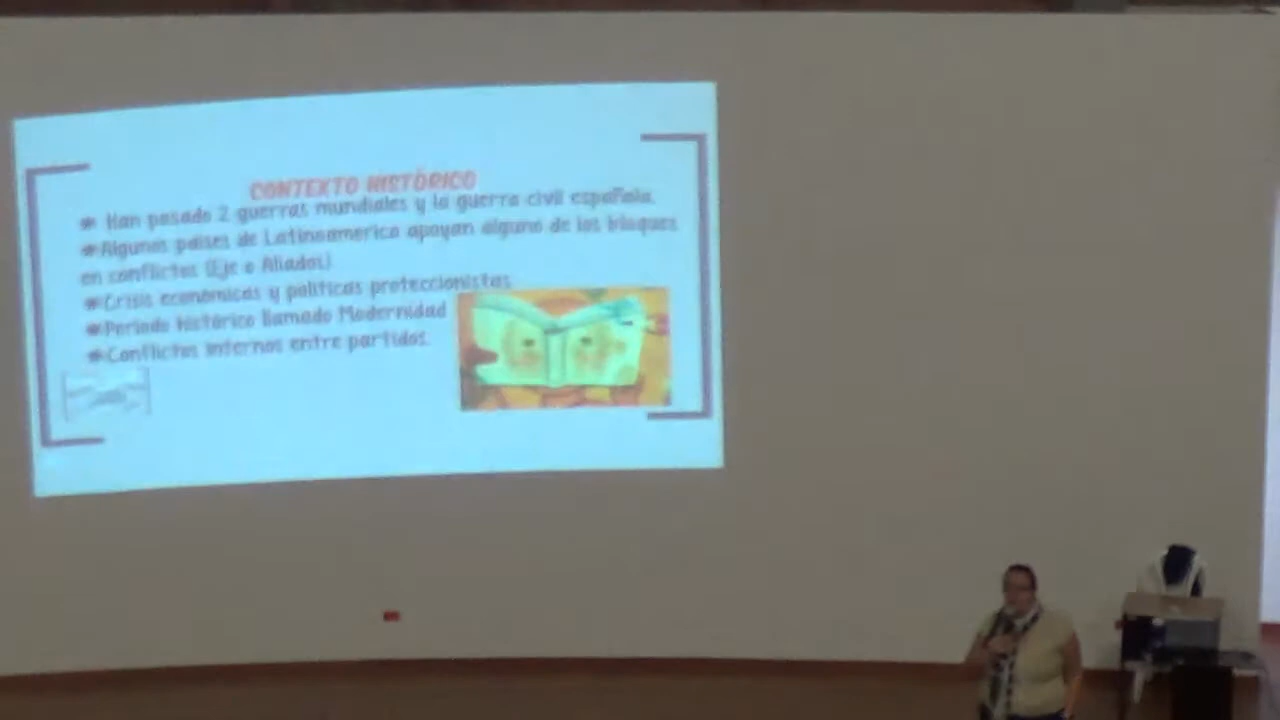 CONTEXTO HISTÓRICO
Han pasado 2 guerras mundiales y la guerra civil española.
Algunos países de Latinoamerica apoyan alguno de los bloques
en conflictos (Eje o Aliados)
Crisis económicas y políticas proteccionistas
Periodo histórico llamado Modernidad
Conflictos internos entre partidos.